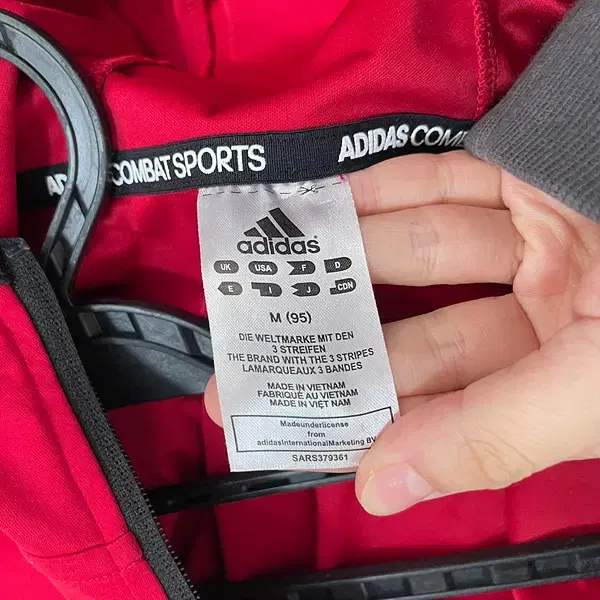 COMBAT SPORTS
ADIDAS COM
adidas
UK USA F D
E I J CDN
M (95)
DIE WELTMARKE MIT DEN
3 STREIFEN
THE BRAND WITH THE 3 STRIPES
LAMARQUEAUX 3 BANDES
MADE IN VIETNAM
FABRIQUÉ AU VIETNAM
MADE IN VIỆT NAM
Madeunderlicense
from
adidasInternationalMarketing BV
SARS379361